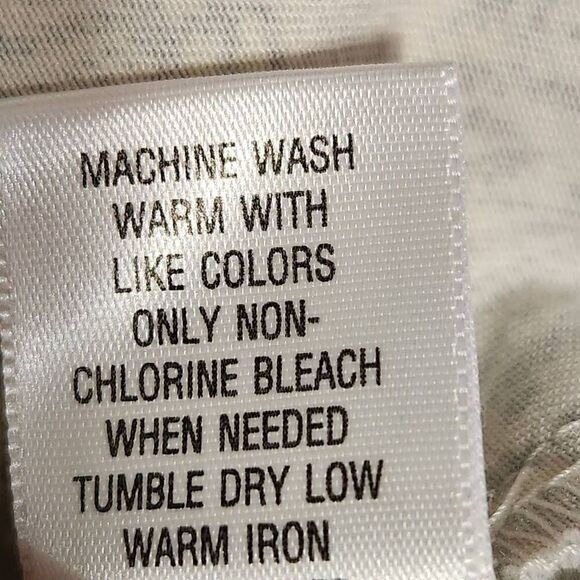 MACHINE WASH
WARM WITH
LIKE COLORS
ONLY NON-
CHLORINE BLEACH
WHEN NEEDED
TUMBLE DRY LOW
WARM IRON